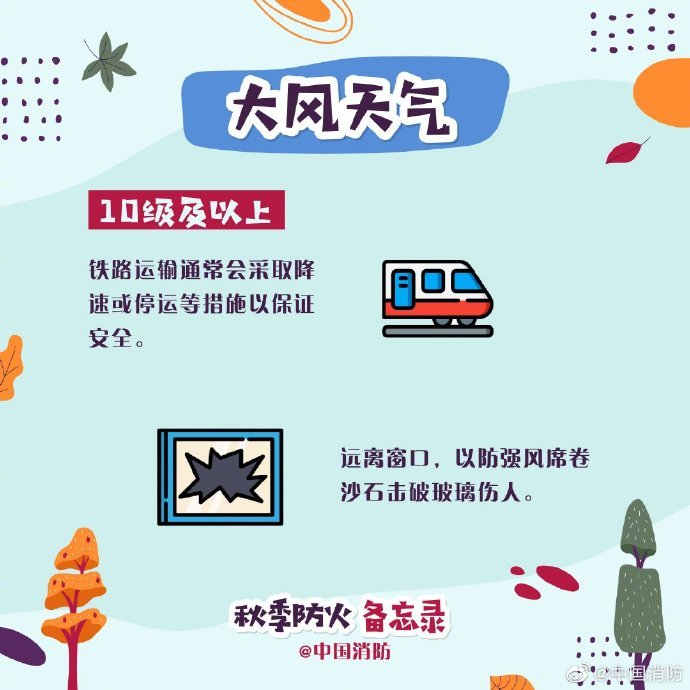 大风天气
10级及以上
铁路运输通常会采取降
速或停运等措施以保证
安全。
远离窗口，以防强风席卷
沙石击破玻璃伤人。
秋季防火 备忘录
@中国消防
@中国消防